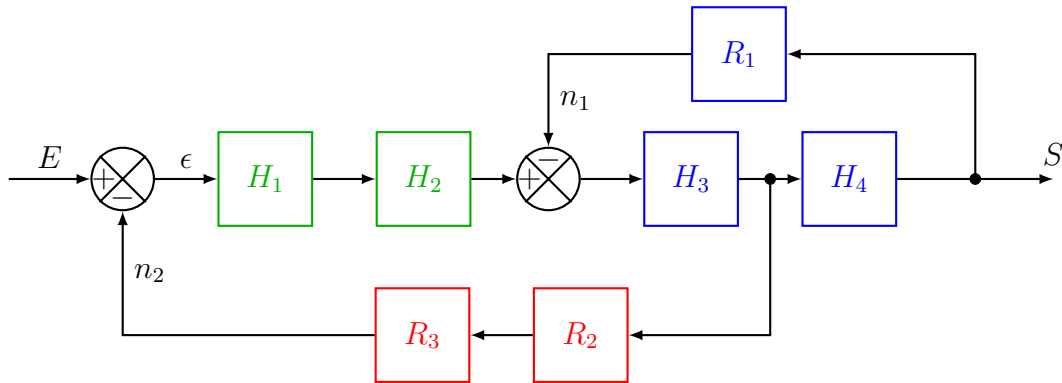 R₁
n₁
E
+
−
ϵ
H₁
H₂
+
−
H₃
H₄
S
n₂
R₃
R₂